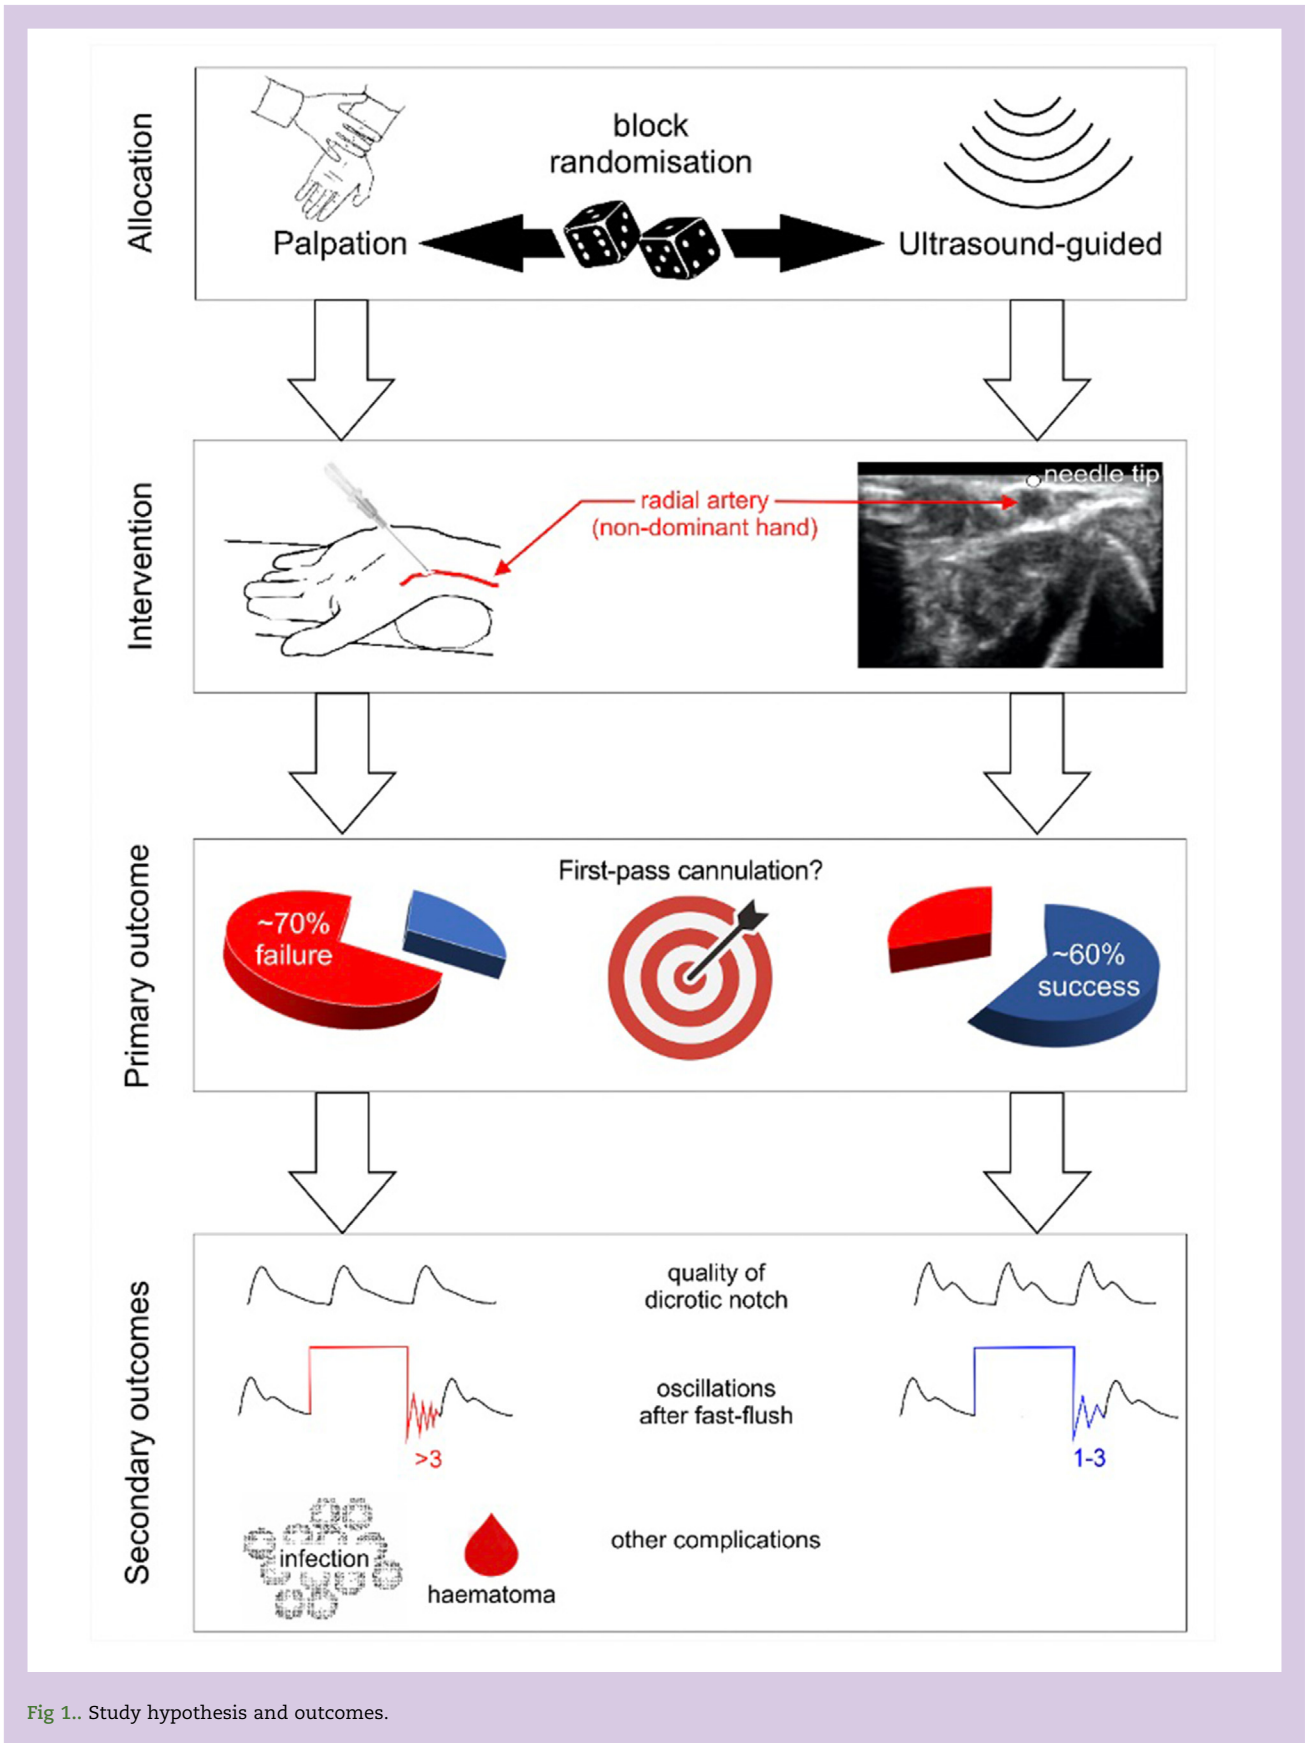 Allocation
block
randomisation
Palpation
Ultrasound-guided
Intervention
radial artery
(non-dominant hand)
needle tip
Primary outcome
First-pass cannulation?
~70%
failure
~60%
success
Secondary outcomes
quality of
dicrotic notch
oscillations
after fast-flush
>3
1-3
infection
haematoma
other complications
Fig 1.. Study hypothesis and outcomes.